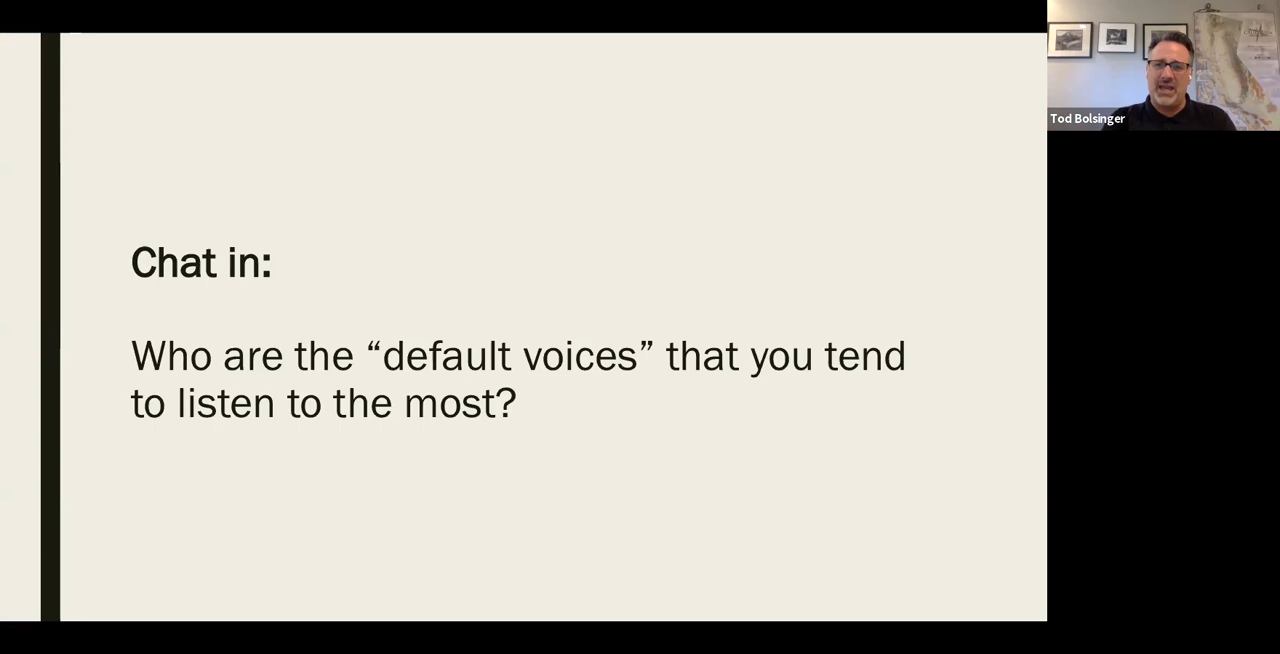 Chat in:
Who are the “default voices” that you tend
to listen to the most?
Tod Bolsinger